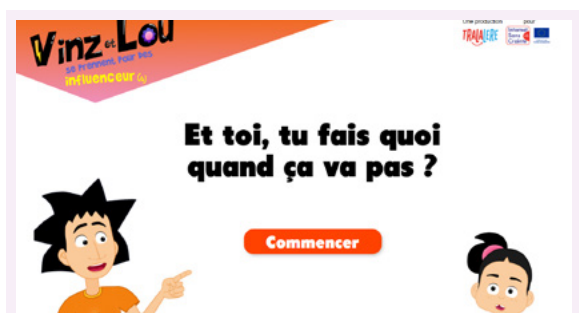 Vinz et Lou
se prennent pour des
influenceur(s)
Une production
pour
TRALALERE
Internet
Sans
Crainte
Et toi, tu fais quoi
quand ça va pas ?
Commencer